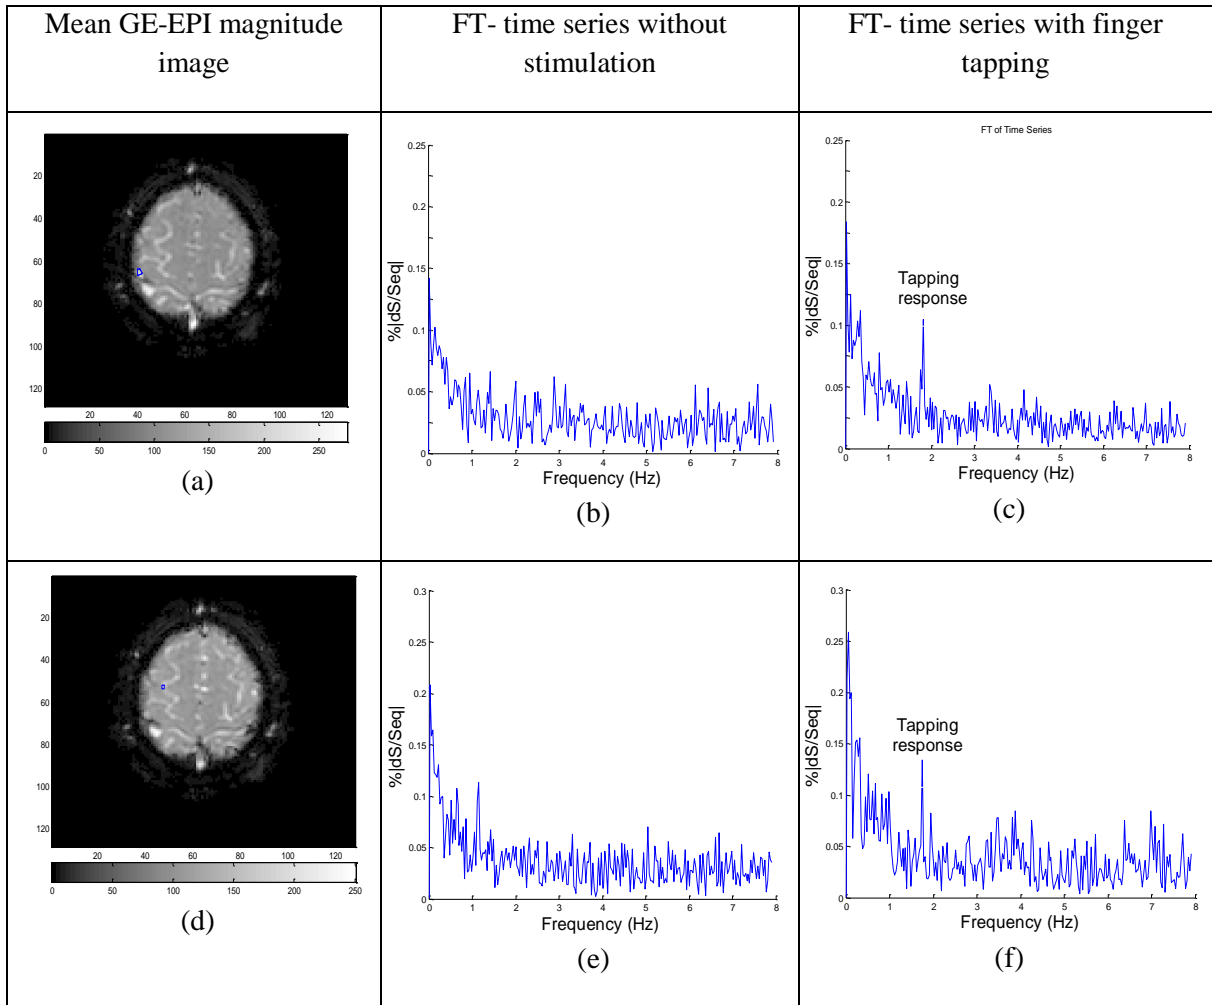 Mean GE-EPI magnitude
image
FT- time series without
stimulation
FT- time series with finger
tapping
20
40
60
80
100
120
20 40 60 80 100 120
0 50 100 150 200 250
(a)
0.25
0.2
0.15
0.1
0.05
0
%|dS/Seq|
0 1 2 3 4 5 6 7 8
Frequency (Hz)
(b)
FT of Time Series
0.25
0.2
0.15
0.1
0.05
0
%|dS/Seq|
Tapping
response
0 1 2 3 4 5 6 7 8 9
Frequency (Hz)
(c)
20
40
60
80
100
120
20 40 60 80 100 120
0 50 100 150 200 250
(d)
0.3
0.25
0.2
0.15
0.1
0.05
0
%|dS/Seq|
0 1 2 3 4 5 6 7 8
Frequency (Hz)
(e)
0.3
0.25
0.2
0.15
0.1
0.05
0
%|dS/Seq|
Tapping
response
0 1 2 3 4 5 6 7 8
Frequency (Hz)
(f)